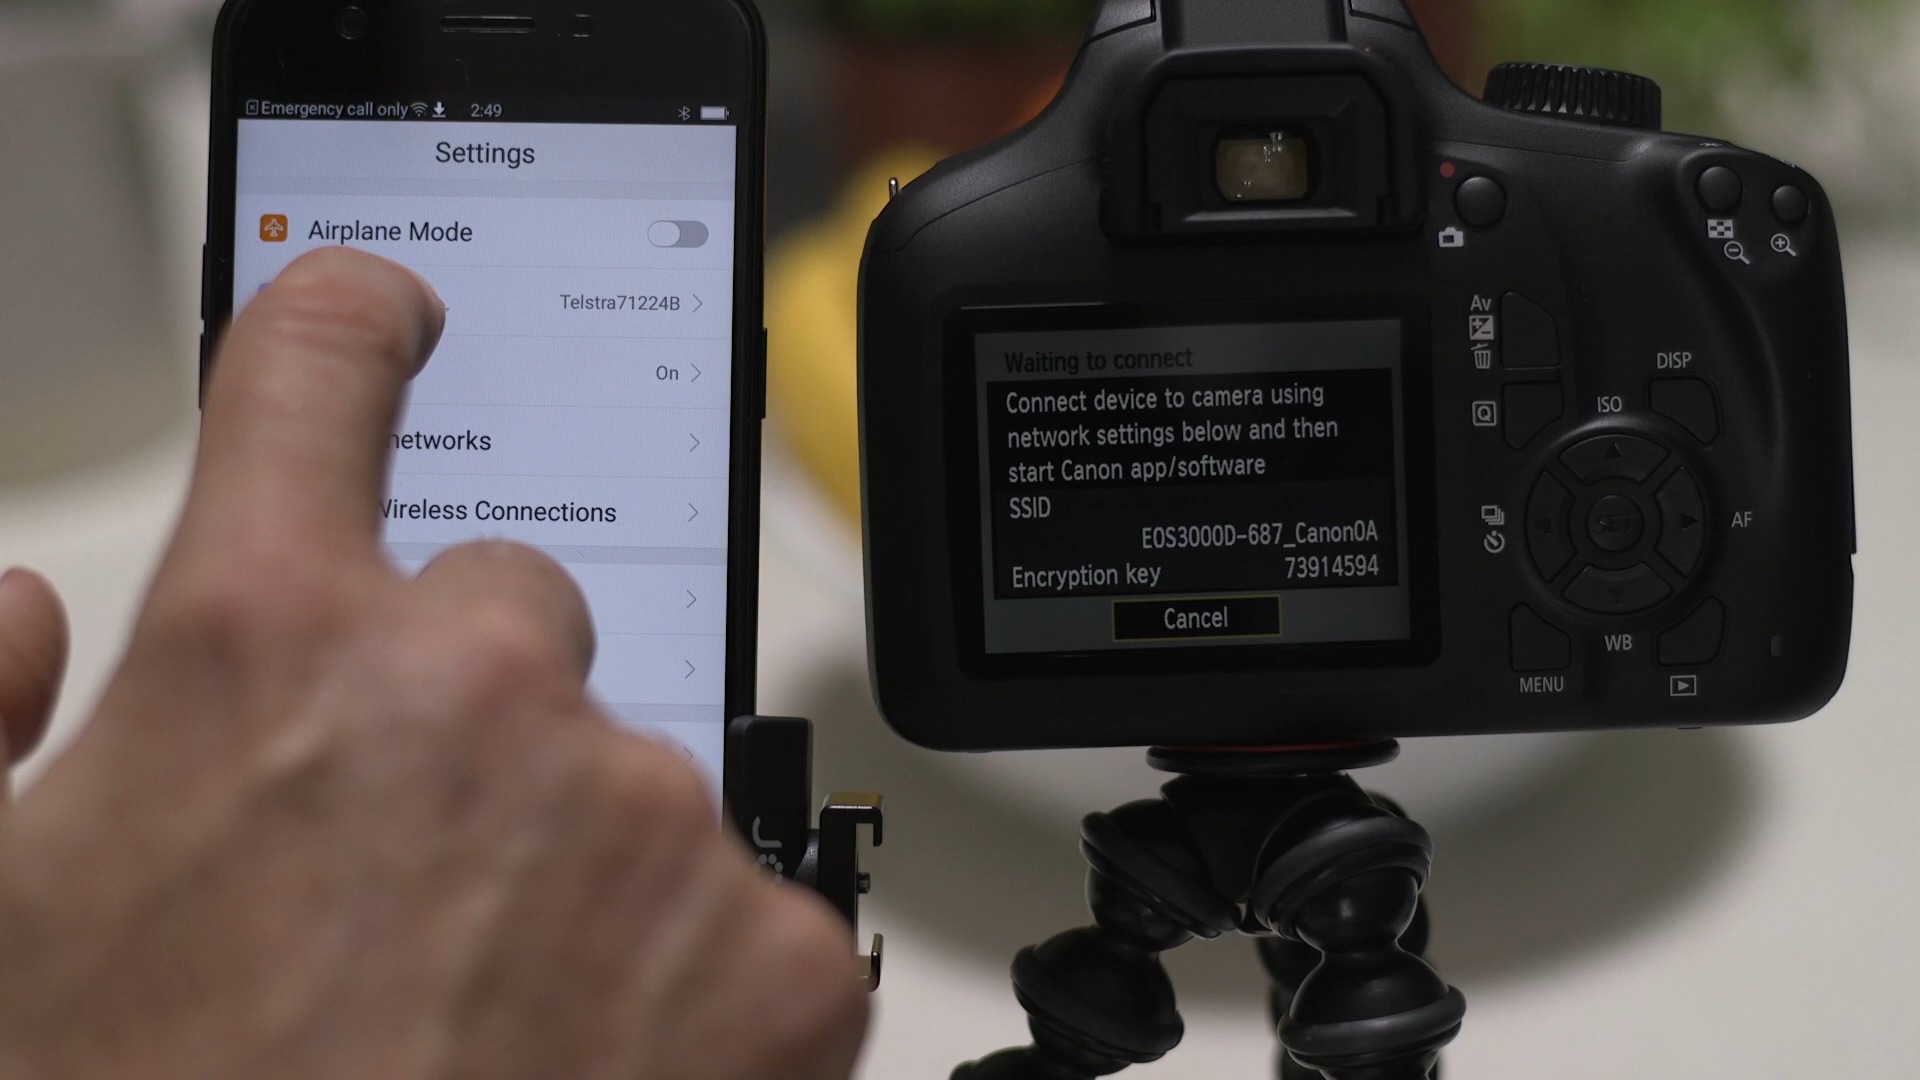 Emergency call only 2:49
Settings
Airplane Mode
Telstra71224B
On
networks
Wireless Connections
Waiting to connect
Connect device to camera using
network settings below and then
start Canon app/software
SSID
EOS3000D-687_Canon0A
Encryption key 73914594
Cancel
Av
Q
DISP
ISO
AF
SET
WB
MENU